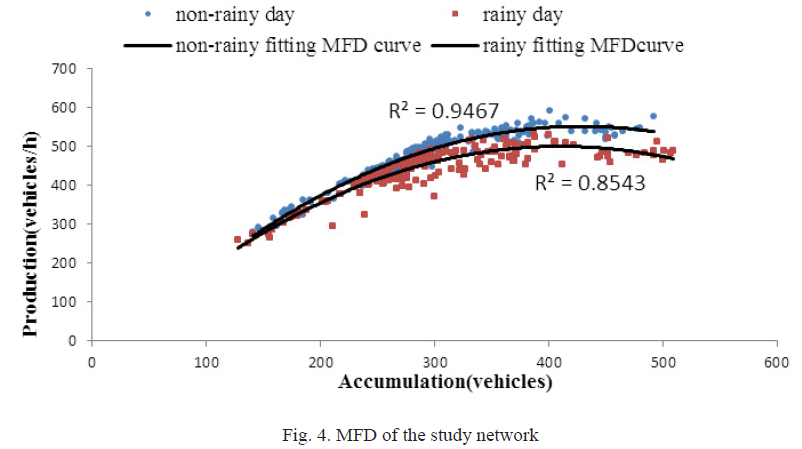 non-rainy day rainy day
non-rainy fitting MFD curve rainy fitting MFDcurve
700
600
R² = 0.9467
500
400
R² = 0.8543
300
200
100
0
0 100 200 300 400 500 600
Production(vehicles/h)
Accumulation(vehicles)
Fig. 4. MFD of the study network